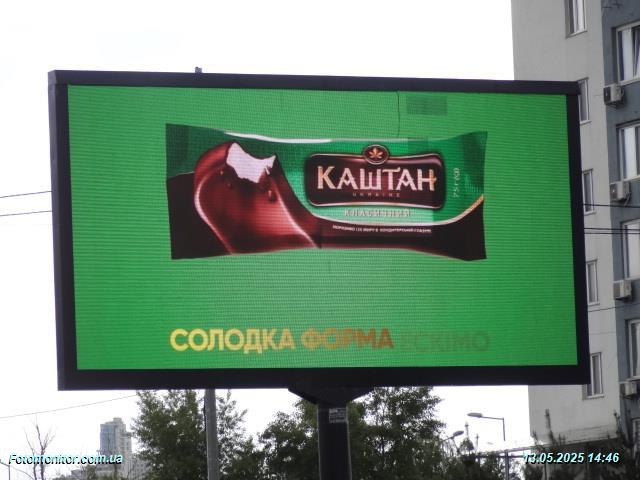 КАШТАН
UKRAINE
КЛАСИЧНИЙ
75 г
СОЛОДКА ФОРМА ЕСКІМО
Fotomonitor.com.ua
13.05.2025 14:46